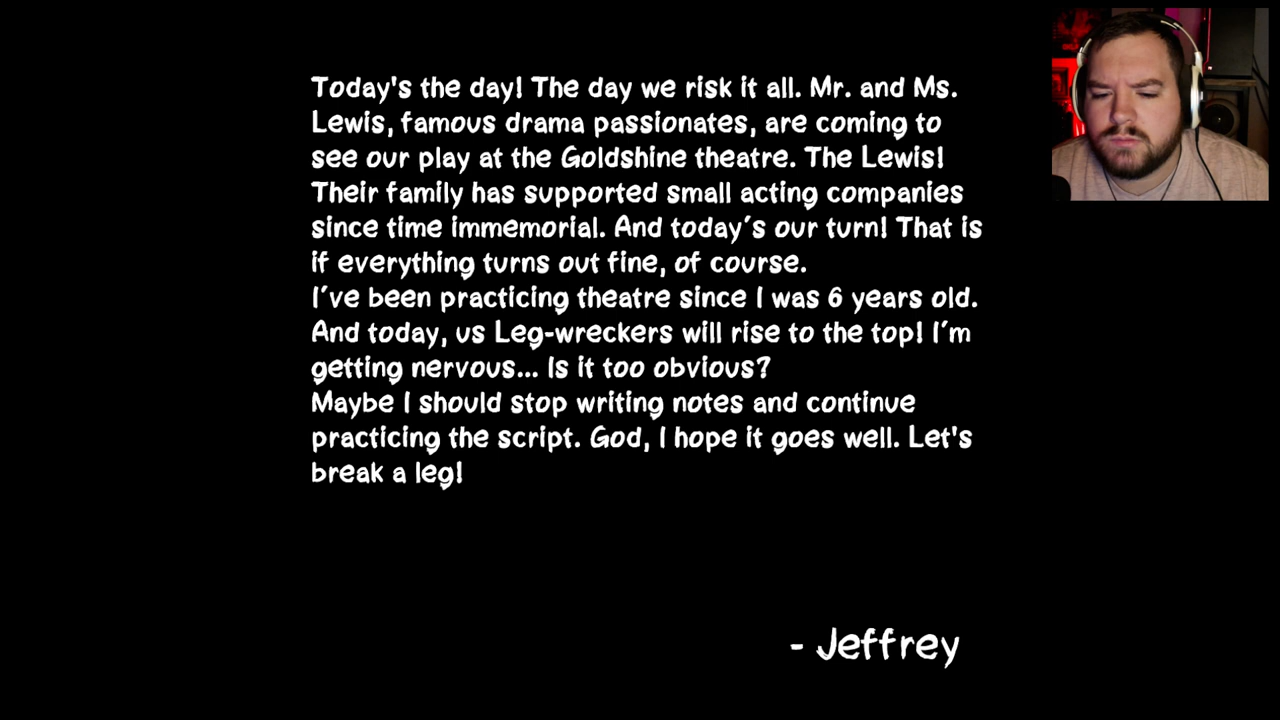 Today's the day! The day we risk it all. Mr. and Ms.
Lewis, famous drama passionates, are coming to
see our play at the Goldshine theatre. The Lewis!
Their family has supported small acting companies
since time immemorial. And today´s our turn! That is
if everything turns out fine, of course.
I´ve been practicing theatre since I was 6 years old.
And today, us Leg-wreckers will rise to the top! I´m
getting nervous... Is it too obvious?
Maybe I should stop writing notes and continue
practicing the script. God, I hope it goes well. Let's
break a leg!
- Jeffrey